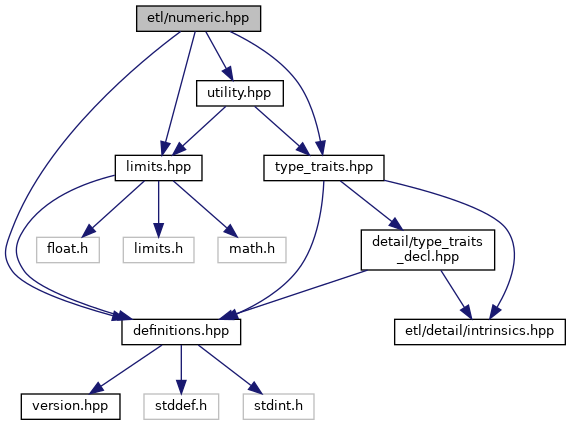 etl/numeric.hpp
utility.hpp
limits.hpp
type_traits.hpp
float.h
limits.h
math.h
detail/type_traits
_decl.hpp
definitions.hpp
etl/detail/intrinsics.hpp
version.hpp
stddef.h
stdint.h